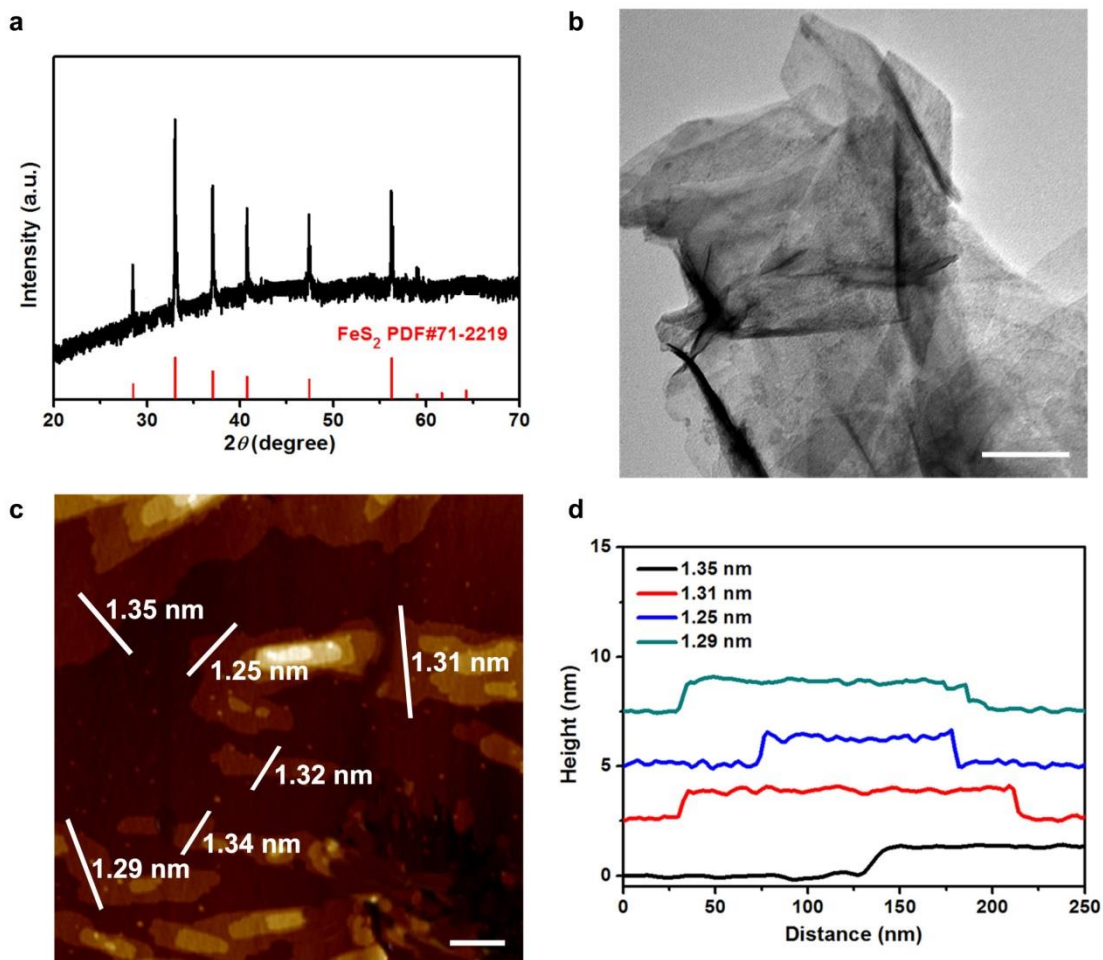 a
Intensity (a.u.)
FeS2 PDF#71-2219
20 30 40 50 60 70
2θ (degree)
b
c
1.35 nm
1.25 nm
1.31 nm
1.32 nm
1.34 nm
1.29 nm
d
15
10
5
0
Height (nm)
1.35 nm
1.31 nm
1.25 nm
1.29 nm
0 50 100 150 200 250
Distance (nm)